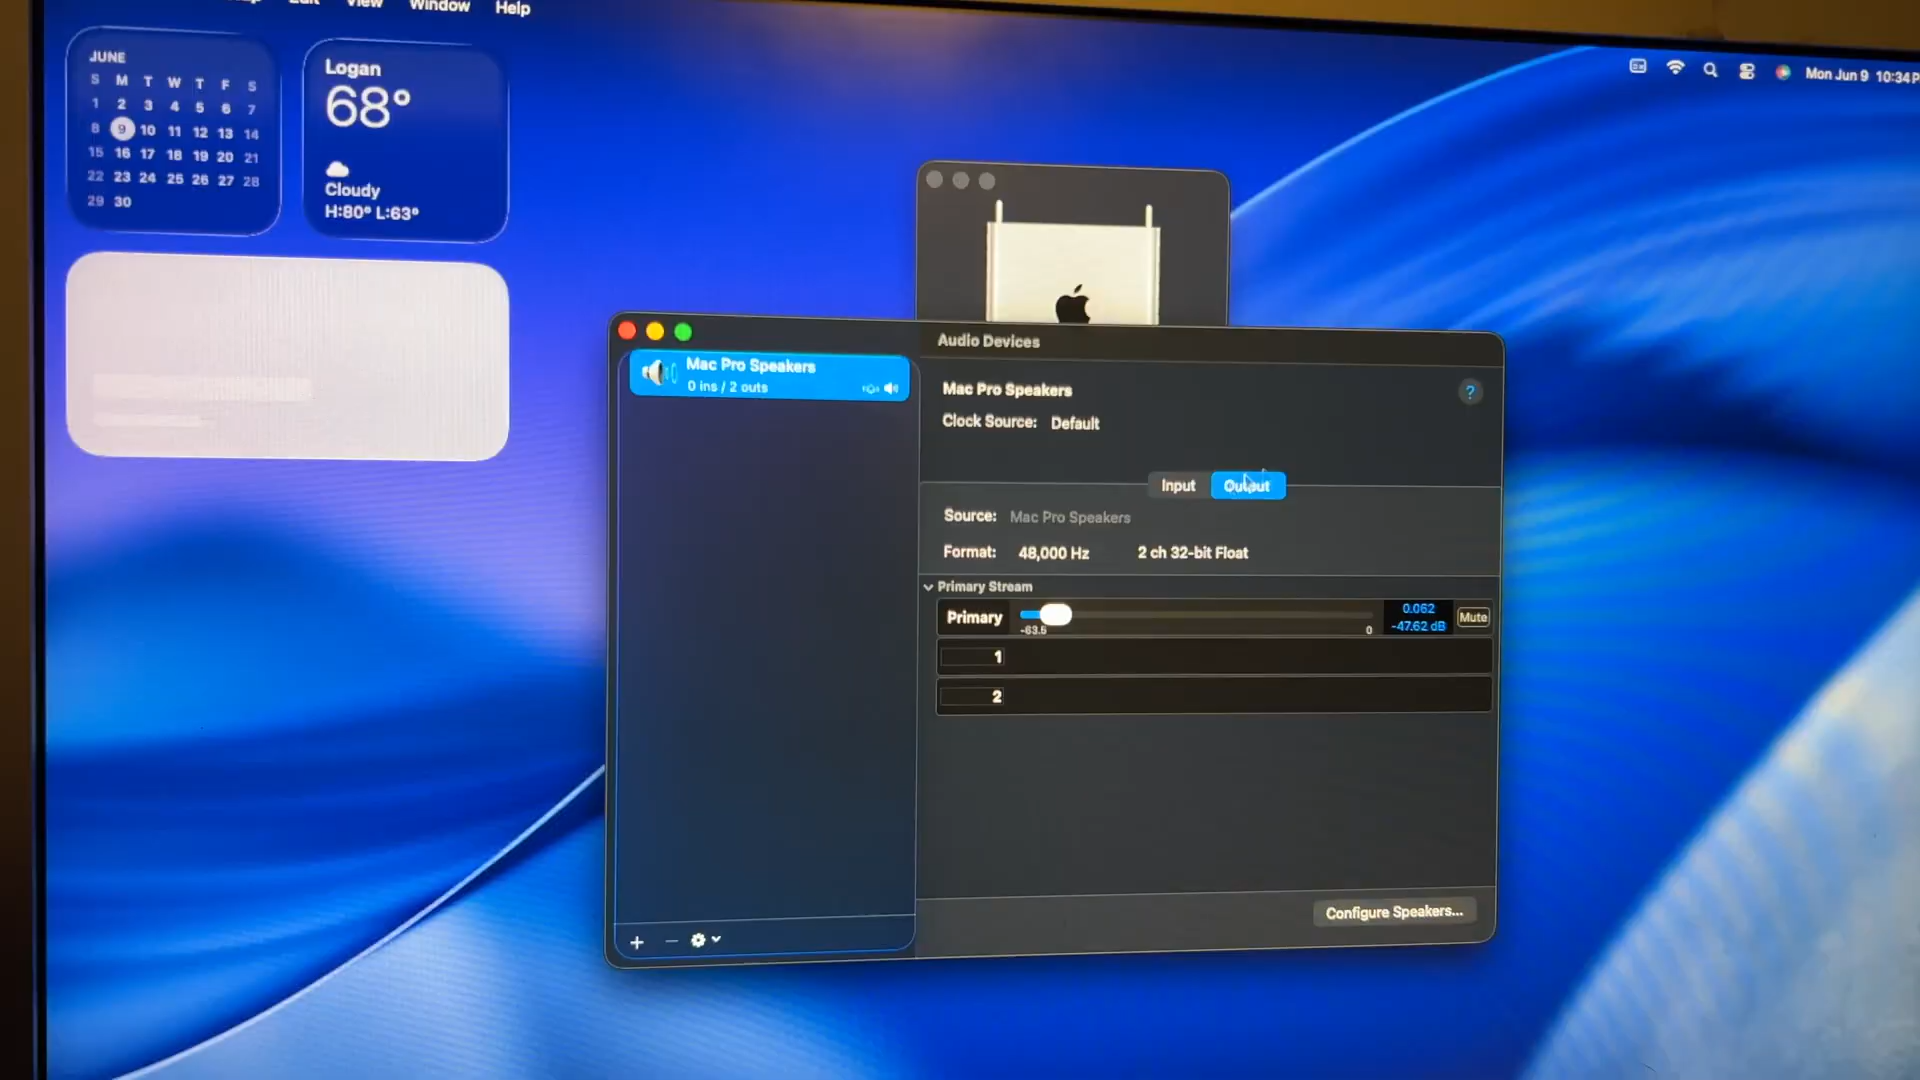 View Window Help
JUNE
S M T W T F S
1 2 3 4 5 6 7
8 9 10 11 12 13 14
15 16 17 18 19 20 21
22 23 24 25 26 27 28
29 30
Logan
68°
Cloudy
H:80° L:63°
Mon Jun 9 10:34P
Mac Pro Speakers
0 ins / 2 outs
Audio Devices
Mac Pro Speakers
?
Clock Source: Default
Input Output
Source: Mac Pro Speakers
Format: 48,000 Hz 2 ch 32-bit Float
Primary Stream
Primary
-63.5
0
0.062
-47.62 dB
Mute
1
2
Configure Speakers...